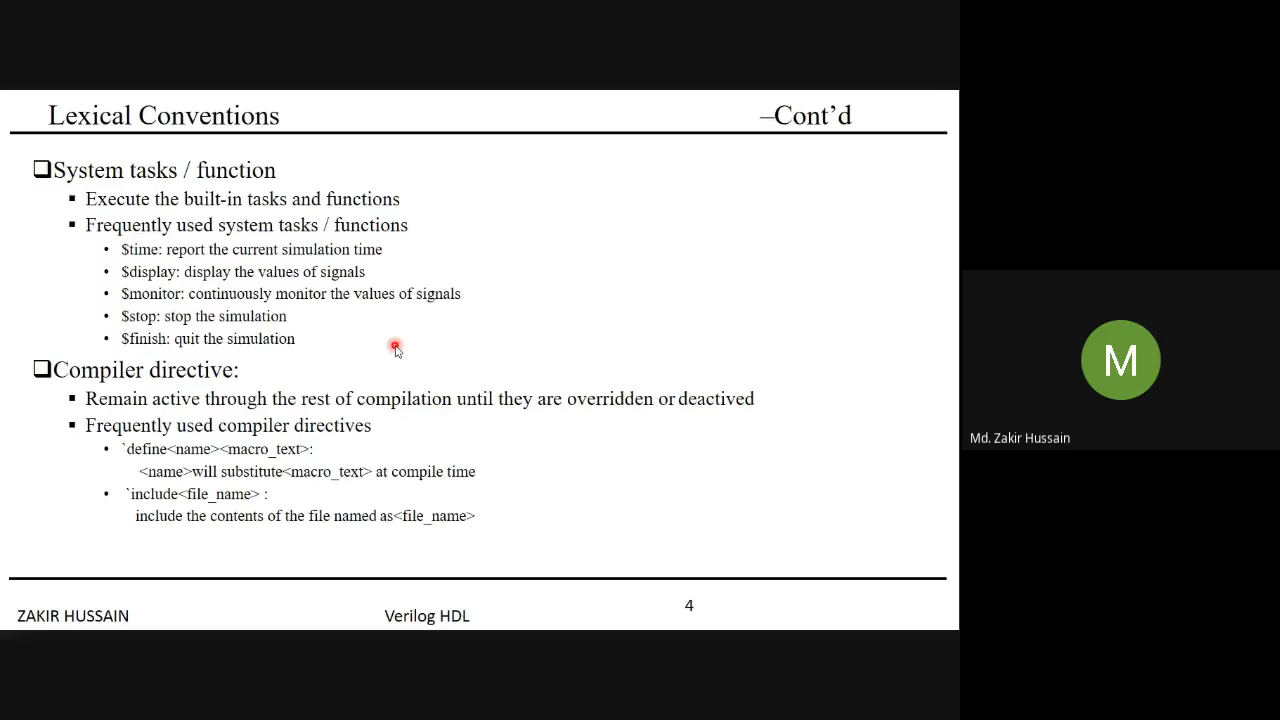 Lexical Conventions –Cont’d
❑System tasks / function
▪ Execute the built-in tasks and functions
▪ Frequently used system tasks / functions
• $time: report the current simulation time
• $display: display the values of signals
• $monitor: continuously monitor the values of signals
• $stop: stop the simulation
• $finish: quit the simulation
❑Compiler directive:
▪ Remain active through the rest of compilation until they are overridden or deactived
▪ Frequently used compiler directives
• `define<name><macro_text>:
<name>will substitute<macro_text> at compile time
• `include<file_name> :
include the contents of the file named as<file_name>
ZAKIR HUSSAIN Verilog HDL 4
M
Md. Zakir Hussain